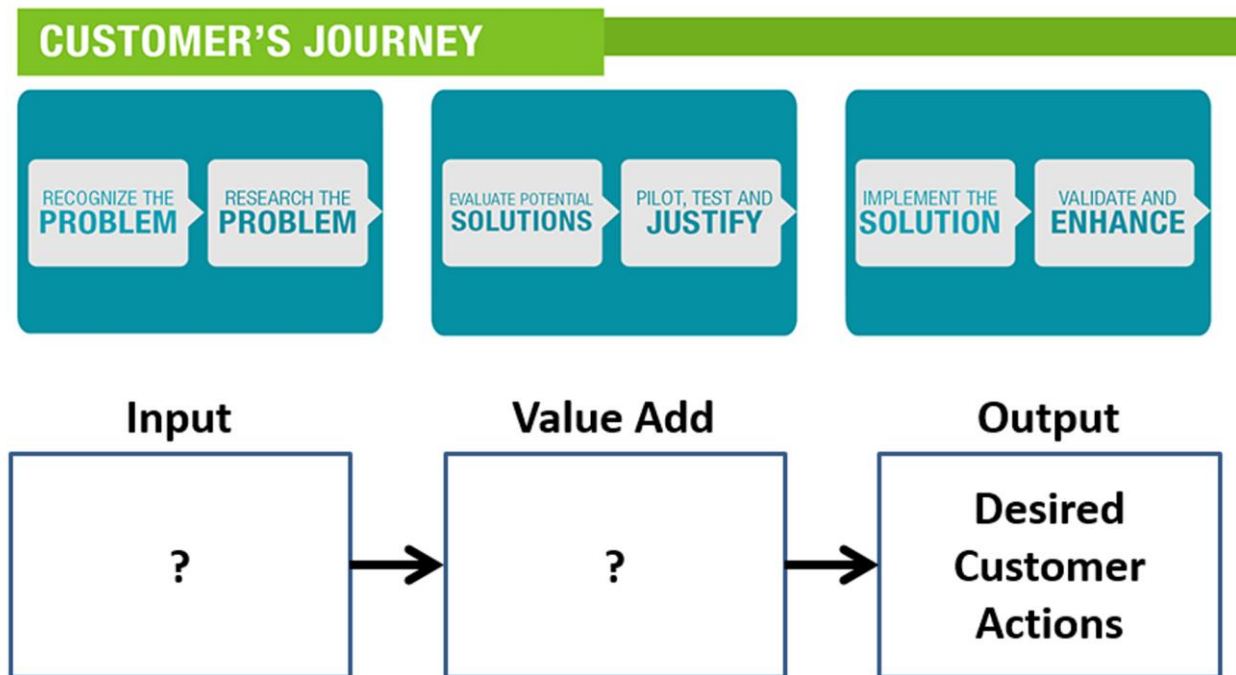 CUSTOMER'S JOURNEY
RECOGNIZE THE
PROBLEM
RESEARCH THE
PROBLEM
EVALUATE POTENTIAL
SOLUTIONS
PILOT, TEST AND
JUSTIFY
IMPLEMENT THE
SOLUTION
VALIDATE AND
ENHANCE
Input
Value Add
Output
?
?
Desired
Customer
Actions